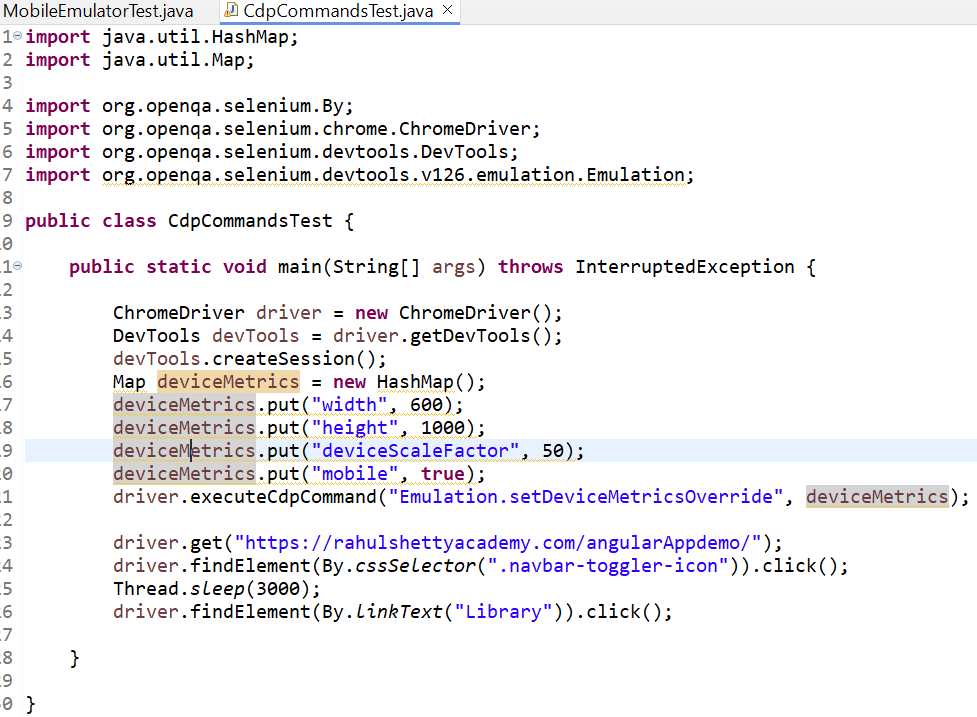 MobileEmulatorTest.java CdpCommandsTest.java
1 import java.util.HashMap;
2 import java.util.Map;
3
4 import org.openqa.selenium.By;
5 import org.openqa.selenium.chrome.ChromeDriver;
6 import org.openqa.selenium.devtools.DevTools;
7 import org.openqa.selenium.devtools.v126.emulation.Emulation;
8
9 public class CdpCommandsTest {
0
1 public static void main(String[] args) throws InterruptedException {
2
3 ChromeDriver driver = new ChromeDriver();
4 DevTools devTools = driver.getDevTools();
5 devTools.createSession();
6 Map deviceMetrics = new HashMap();
7 deviceMetrics.put("width", 600);
8 deviceMetrics.put("height", 1000);
9 deviceMetrics.put("deviceScaleFactor", 50);
0 deviceMetrics.put("mobile", true);
1 driver.executeCdpCommand("Emulation.setDeviceMetricsOverride", deviceMetrics);
2
3 driver.get("https://rahulshettyacademy.com/angularAppdemo/");
4 driver.findElement(By.cssSelector(".navbar-toggler-icon")).click();
5 Thread.sleep(3000);
6 driver.findElement(By.linkText("Library")).click();
7
8 }
9
0 }